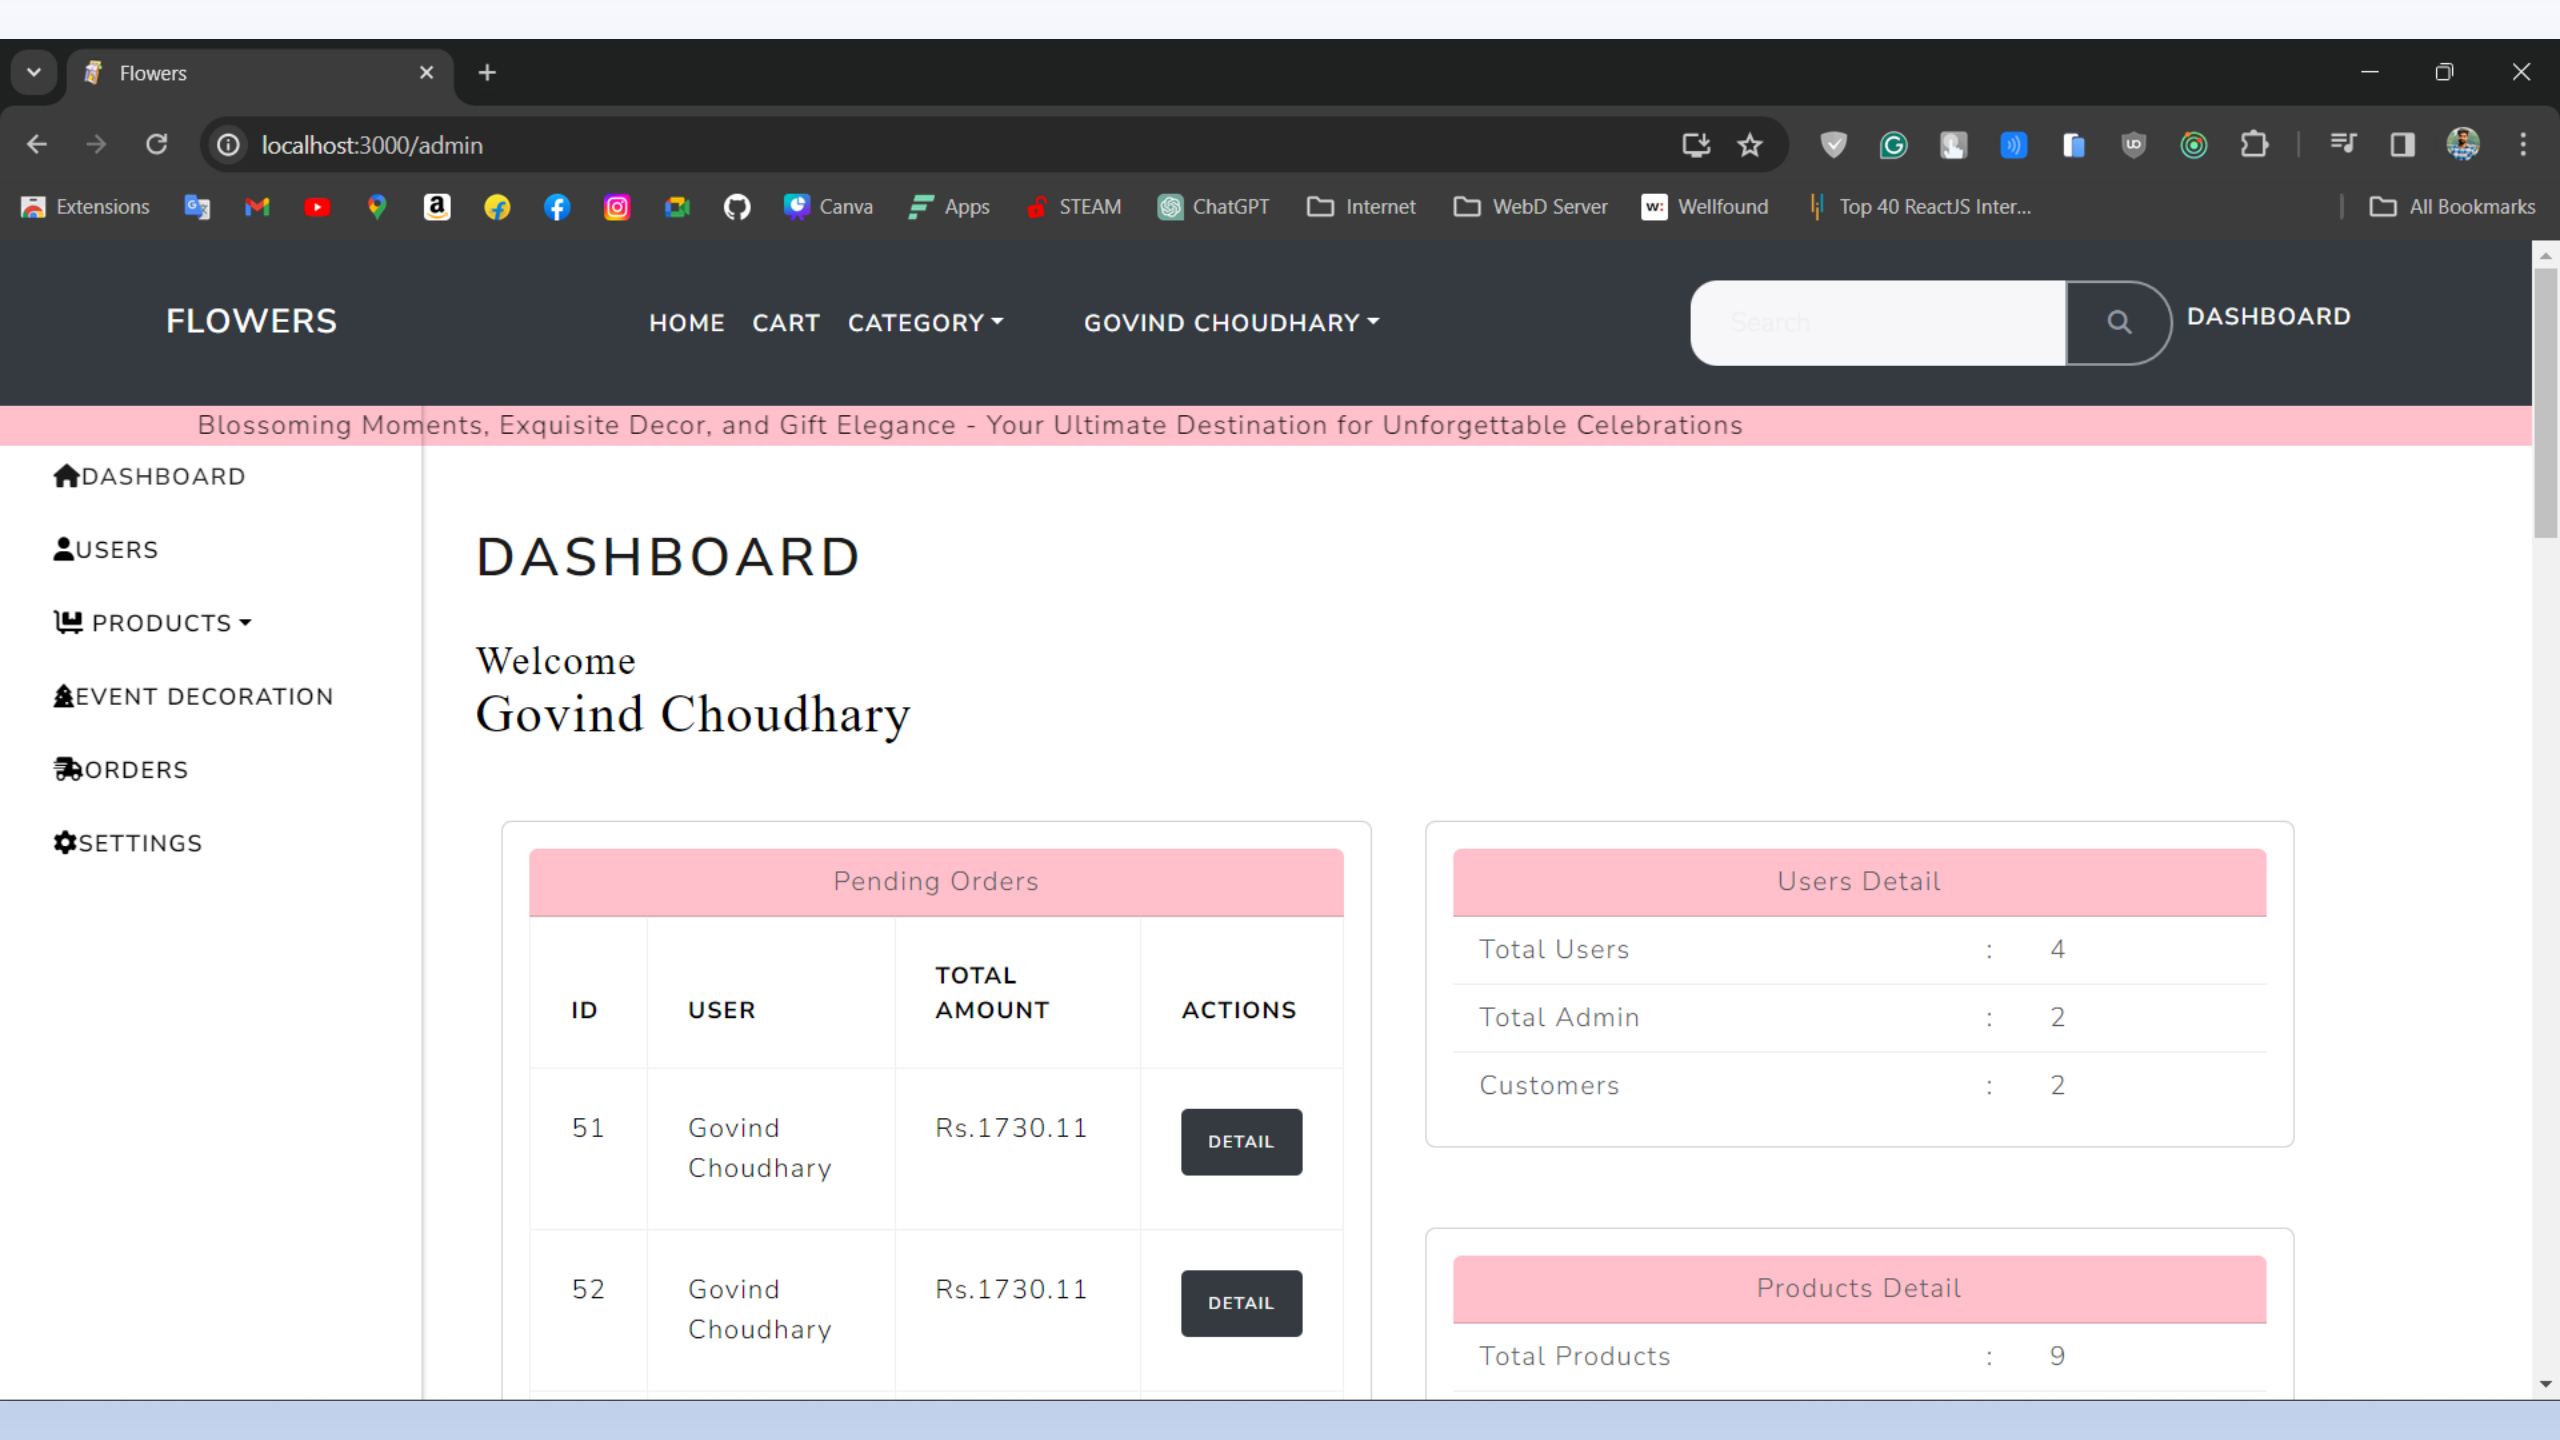 Flowers
localhost:3000/admin
Extensions
Canva
Apps
STEAM
ChatGPT
Internet
WebD Server
Wellfound
Top 40 ReactJS Inter...
All Bookmarks
FLOWERS
HOME CART CATEGORY
GOVIND CHOUDHARY
Search
DASHBOARD
Blossoming Moments, Exquisite Decor, and Gift Elegance - Your Ultimate Destination for Unforgettable Celebrations
DASHBOARD
USERS
PRODUCTS
EVENT DECORATION
ORDERS
SETTINGS
DASHBOARD
Welcome
Govind Choudhary
Pending Orders
ID USER TOTAL AMOUNT ACTIONS
51 Govind Choudhary Rs.1730.11 DETAIL
52 Govind Choudhary Rs.1730.11 DETAIL
Users Detail
Total Users : 4
Total Admin : 2
Customers : 2
Products Detail
Total Products : 9